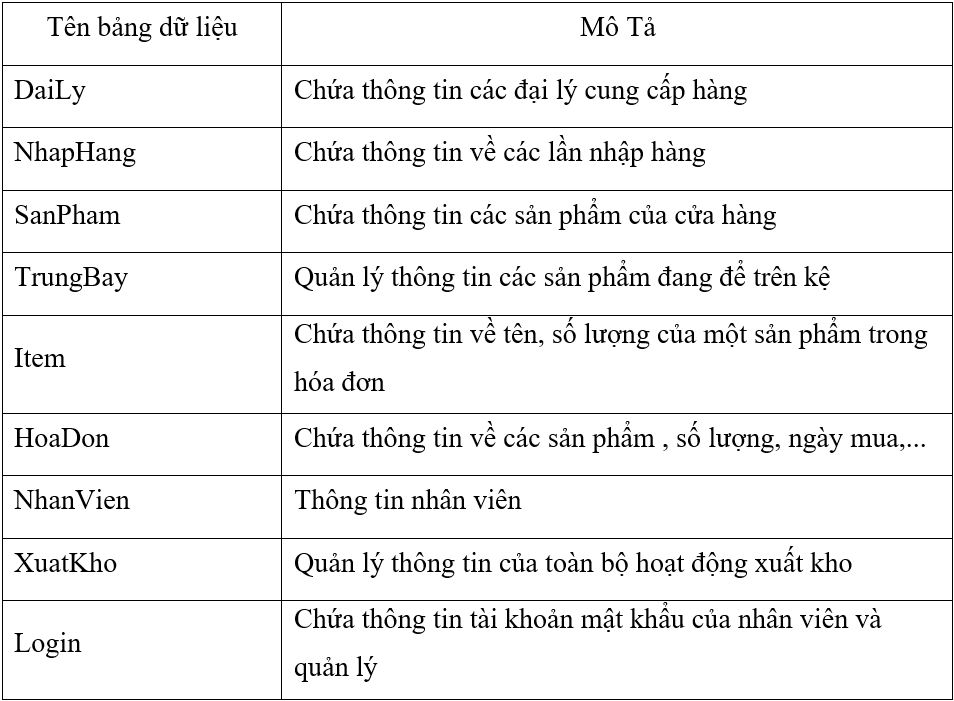 Tên bảng dữ liệu
Mô Tả
DaiLy
Chứa thông tin các đại lý cung cấp hàng
NhapHang
Chứa thông tin về các lần nhập hàng
SanPham
Chứa thông tin các sản phẩm của cửa hàng
TrungBay
Quản lý thông tin các sản phẩm đang để trên kệ
Item
Chứa thông tin về tên, số lượng của một sản phẩm trong
hóa đơn
HoaDon
Chứa thông tin về các sản phẩm , số lượng, ngày mua,...
NhanVien
Thông tin nhân viên
XuatKho
Quản lý thông tin của toàn bộ hoạt động xuất kho
Login
Chứa thông tin tài khoản mật khẩu của nhân viên và
quản lý